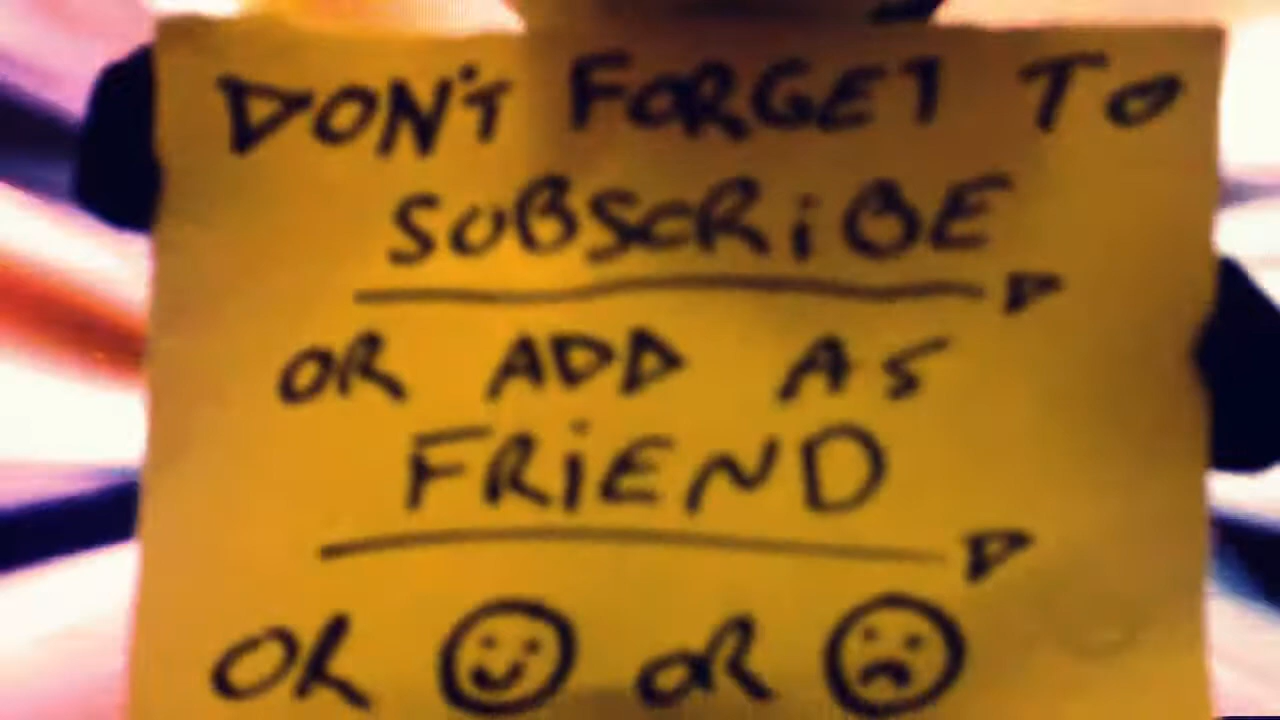 DON'T FORGET TO
SUBSCRIBE
OR ADD AS
FRIEND
OR ☺ OR ☹